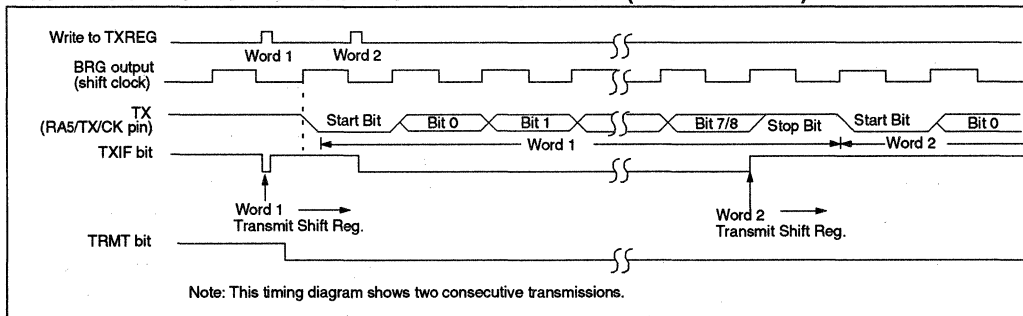 Write to TXREG
Word 1
Word 2
BRG output
(shift clock)
TX
(RA5/TX/CK pin)
Start Bit
Bit 0
Bit 1
Bit 7/8
Stop Bit
Start Bit
Bit 0
Word 1
Word 2
TXIF bit
Word 1
Transmit Shift Reg.
Word 2
Transmit Shift Reg.
TRMT bit
Note: This timing diagram shows two consecutive transmissions.